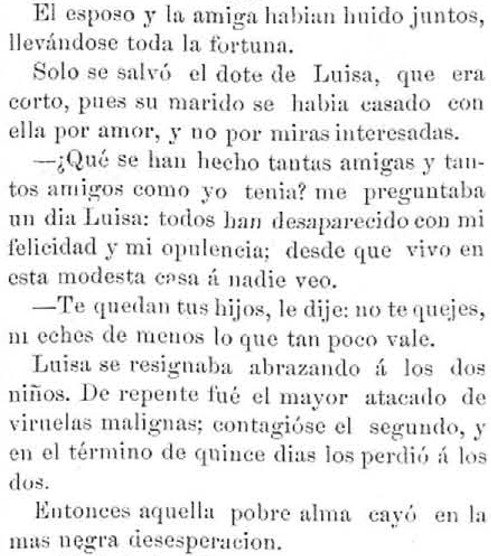 El esposo y la amiga habian huido juntos,
llevándose toda la fortuna.
Solo se salvó el dote de Luisa, que era
corto, pues su marido se habia casado con
ella por amor, y no por miras interesadas.
—¿Qué se han hecho tantas amigas y tan-
tos amigos como yo tenia? me preguntaba
un dia Luisa: todos han desaparecido con mi
felicidad y mi opulencia; desde que vivo en
esta modesta casa á nadie veo.
—Te quedan tus hijos, le dije: no te quejes,
ni eches de menos lo que tan poco vale.
Luisa se resignaba abrazando á los dos
niños. De repente fué el mayor atacado de
viruelas malignas; contagióse el segundo, y
en el término de quince dias los perdió á los
dos.
Entonces aquella pobre alma cayó en la
mas negra desesperacion.